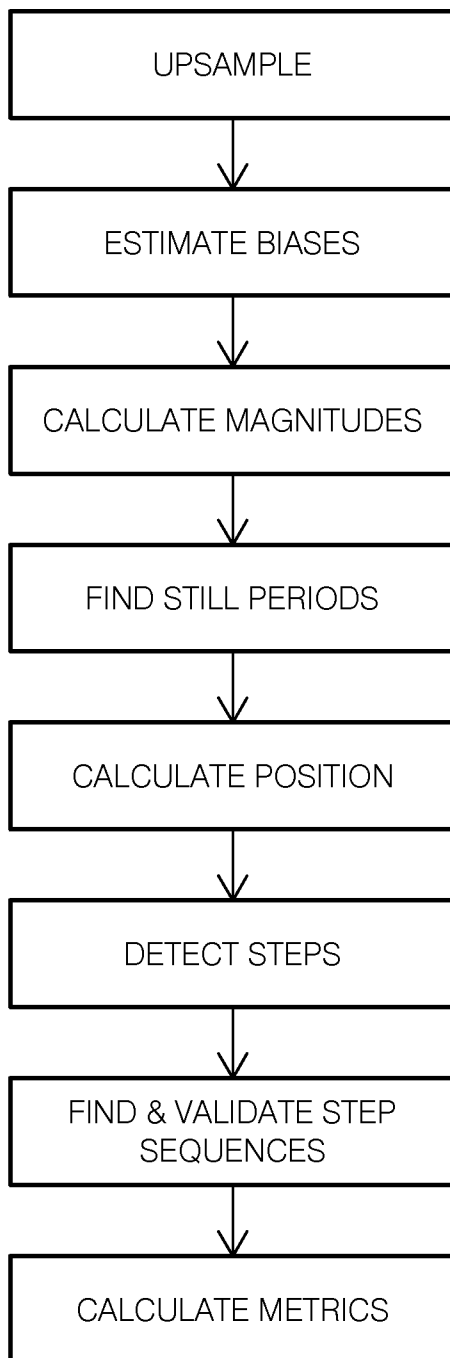 UPSAMPLE
ESTIMATE BIASES
CALCULATE MAGNITUDES
FIND STILL PERIODS
CALCULATE POSITION
DETECT STEPS
FIND & VALIDATE STEP
SEQUENCES
CALCULATE METRICS